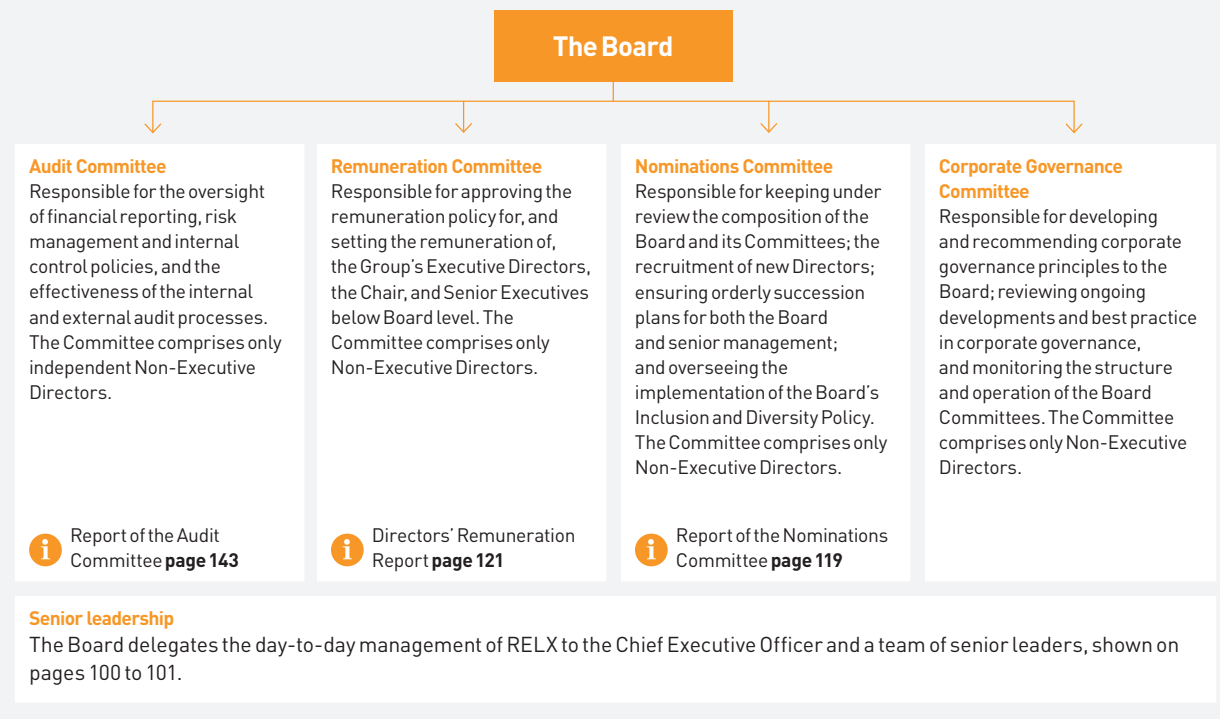 The Board
Audit Committee
Responsible for the oversight
of financial reporting, risk
management and internal
control policies, and the
effectiveness of the internal
and external audit processes.
The Committee comprises only
independent Non-Executive
Directors.
Report of the Audit
Committee page 143
Remuneration Committee
Responsible for approving the
remuneration policy for, and
setting the remuneration of,
the Group's Executive Directors,
the Chair, and Senior Executives
below Board level. The
Committee comprises only
Non-Executive Directors.
Directors' Remuneration
Report page 121
Nominations Committee
Responsible for keeping under
review the composition of the
Board and its Committees; the
recruitment of new Directors;
ensuring orderly succession
plans for both the Board
and senior management;
and overseeing the
implementation of the Board's
Inclusion and Diversity Policy.
The Committee comprises only
Non-Executive Directors.
Report of the Nominations
Committee page 119
Corporate Governance
Committee
Responsible for developing
and recommending corporate
governance principles to the
Board; reviewing ongoing
developments and best practice
in corporate governance,
and monitoring the structure
and operation of the Board
Committees. The Committee
comprises only Non-Executive
Directors.
Senior leadership
The Board delegates the day-to-day management of RELX to the Chief Executive Officer and a team of senior leaders, shown on
pages 100 to 101.